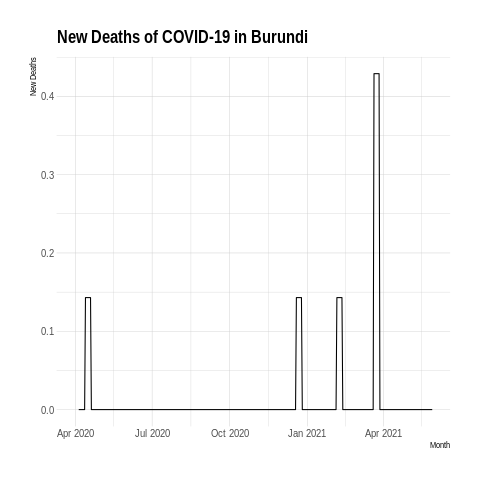 New Deaths of COVID-19 in Burundi
New Deaths
0.4
0.3
0.2
0.1
0.0
Apr 2020 Jul 2020 Oct 2020 Jan 2021 Apr 2021
Month